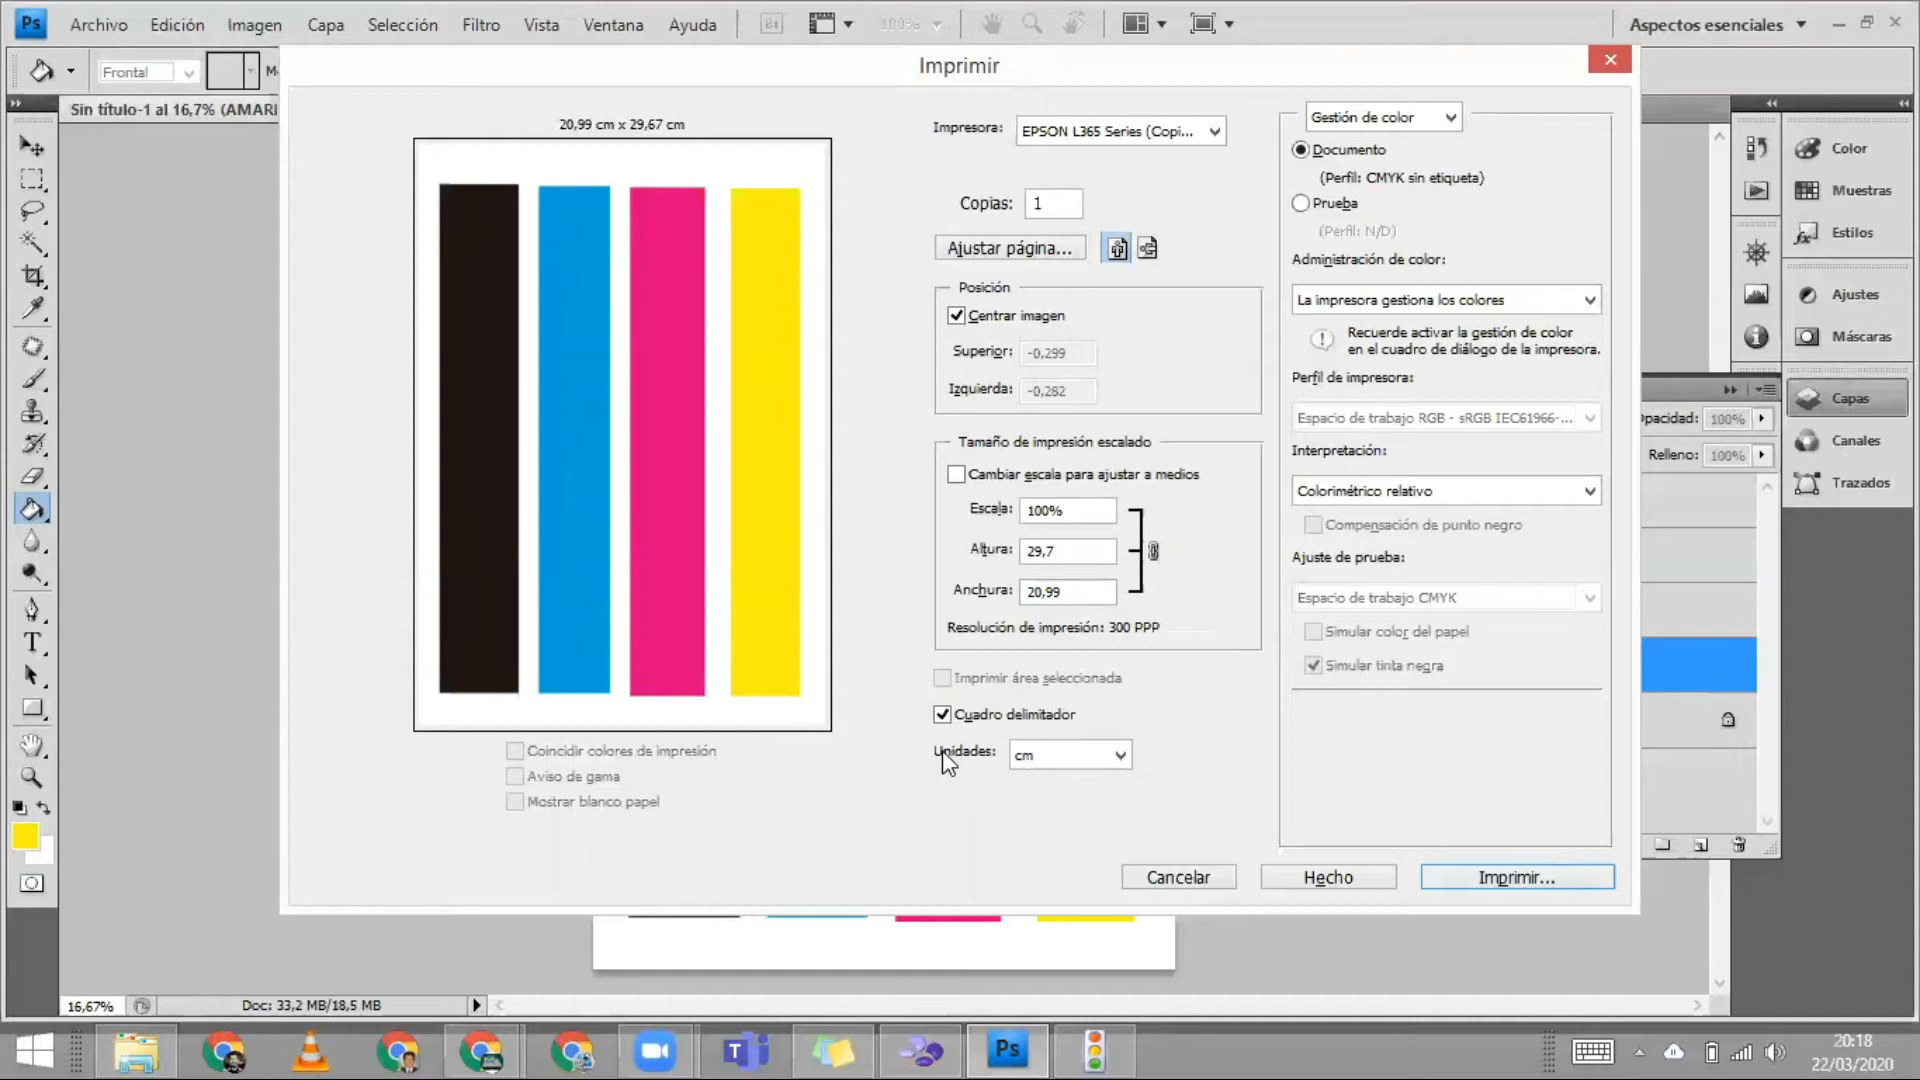 Ps Archivo Edición Imagen Capa Selección Filtro Vista Ventana Ayuda Br 100% Aspectos esenciales
Frontal
Sin título-1 al 16,7% (AMARI
Imprimir
20,99 cm x 29,67 cm
Impresora: EPSON L365 Series (Copi...
Copias: 1
Ajustar página...
Posición
Centrar imagen
Superior: -0,299
Izquierda: -0,282
Tamaño de impresión escalado
Cambiar escala para ajustar a medios
Escala: 100%
Altura: 29,7
Anchura: 20,99
Resolución de impresión: 300 PPP
Imprimir área seleccionada
Cuadro delimitador
Unidades: cm
Coincidir colores de impresión
Aviso de gama
Mostrar blanco papel
Gestión de color
Documento
(Perfil: CMYK sin etiqueta)
Prueba
(Perfil: N/D)
Administración de color:
La impresora gestiona los colores
Recuerde activar la gestión de color
en el cuadro de diálogo de la impresora.
Perfil de impresora:
Espacio de trabajo RGB - sRGB IEC61966-...
Interpretación:
Colorimétrico relativo
Compensación de punto negro
Ajuste de prueba:
Espacio de trabajo CMYK
Simular color del papel
Simular tinta negra
Cancelar
Hecho
Imprimir...
Color
Muestras
Estilos
Ajustes
Máscaras
Capas
Canales
Trazados
pacidad: 100%
Relleno: 100%
T
16,67% Doc: 33,2 MB/18,5 MB
T
Ps
20:18
22/03/2020